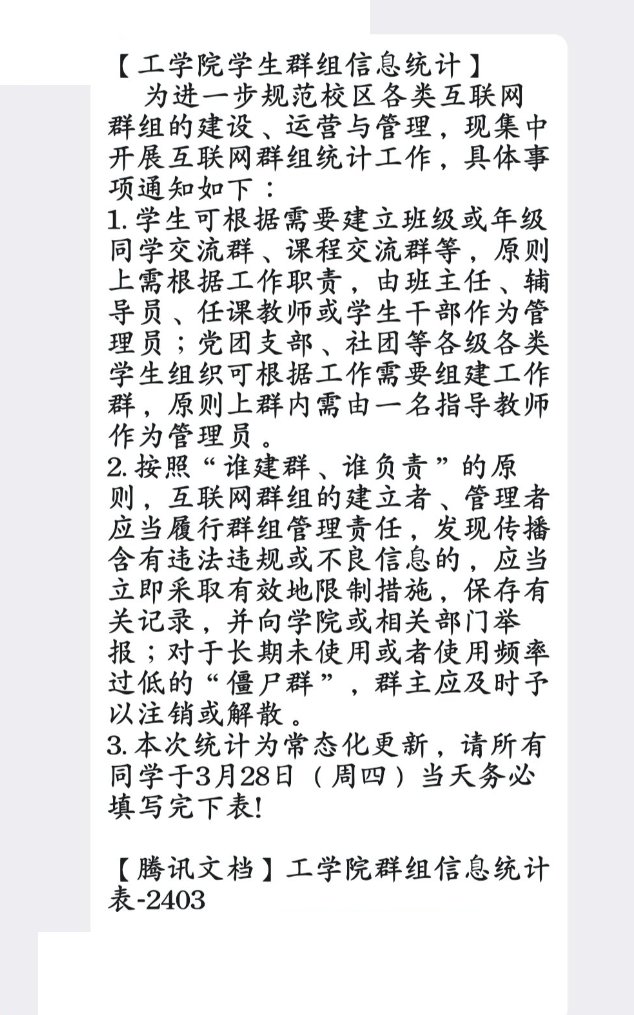 【工学院学生群组信息统计】
为进一步规范校区各类互联网
群组的建设、运营与管理，现集中
开展互联网群组统计工作，具体事
项通知如下：
1.学生可根据需要建立班级或年级
同学交流群、课程交流群等，原则
上需根据工作职责，由班主任、辅
导员、任课教师或学生干部作为管
理员；党团支部、社团等各级各类
学生组织可根据工作需要组建工作
群，原则上群内需由一名指导教师
作为管理员。
2.按照“谁建群、谁负责”的原
则，互联网群组的建立者、管理者
应当履行群组管理责任，发现传播
含有违法违规或不良信息的，应当
立即采取有效地限制措施，保存有
关记录，并向学院或相关部门举
报；对于长期未使用或者使用频率
过低的“僵尸群”，群主应及时予
以注销或解散。
3.本次统计为常态化更新，请所有
同学于3月28日（周四）当天务必
填写完下表!
【腾讯文档】工学院群组信息统计
表-2403